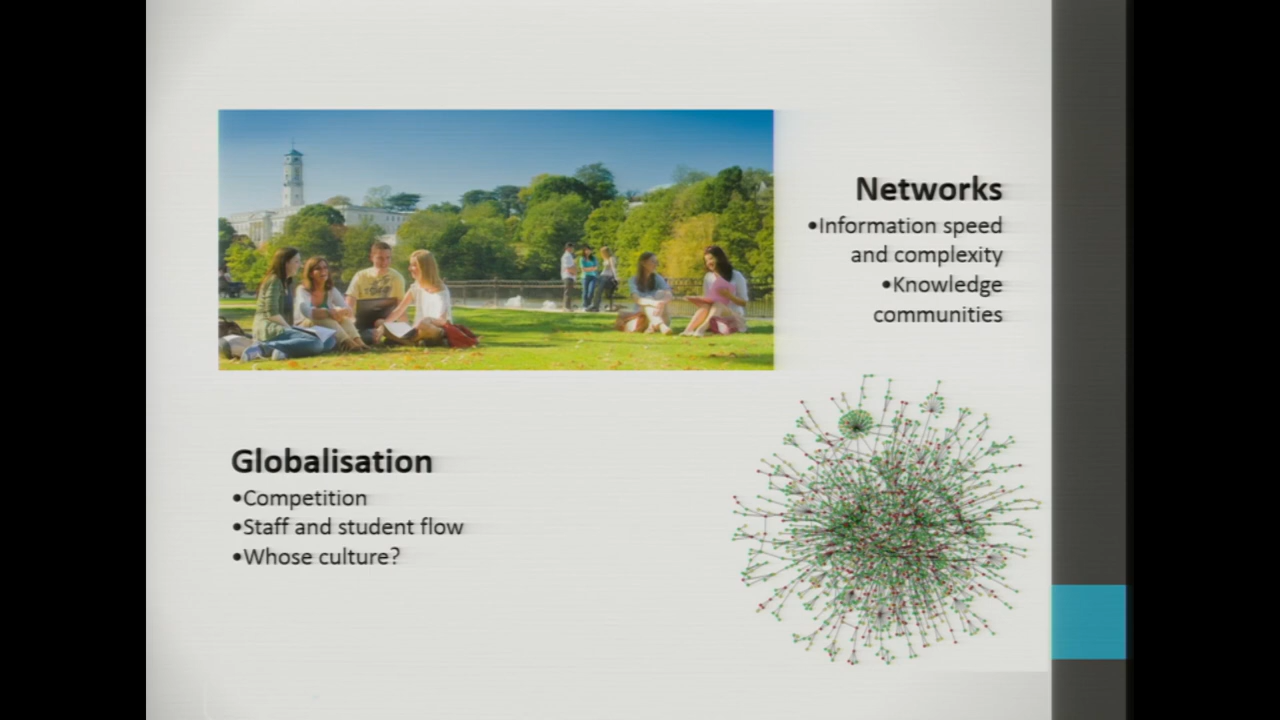 Networks
•Information speed
and complexity
•Knowledge
communities
Globalisation
•Competition
•Staff and student flow
•Whose culture?